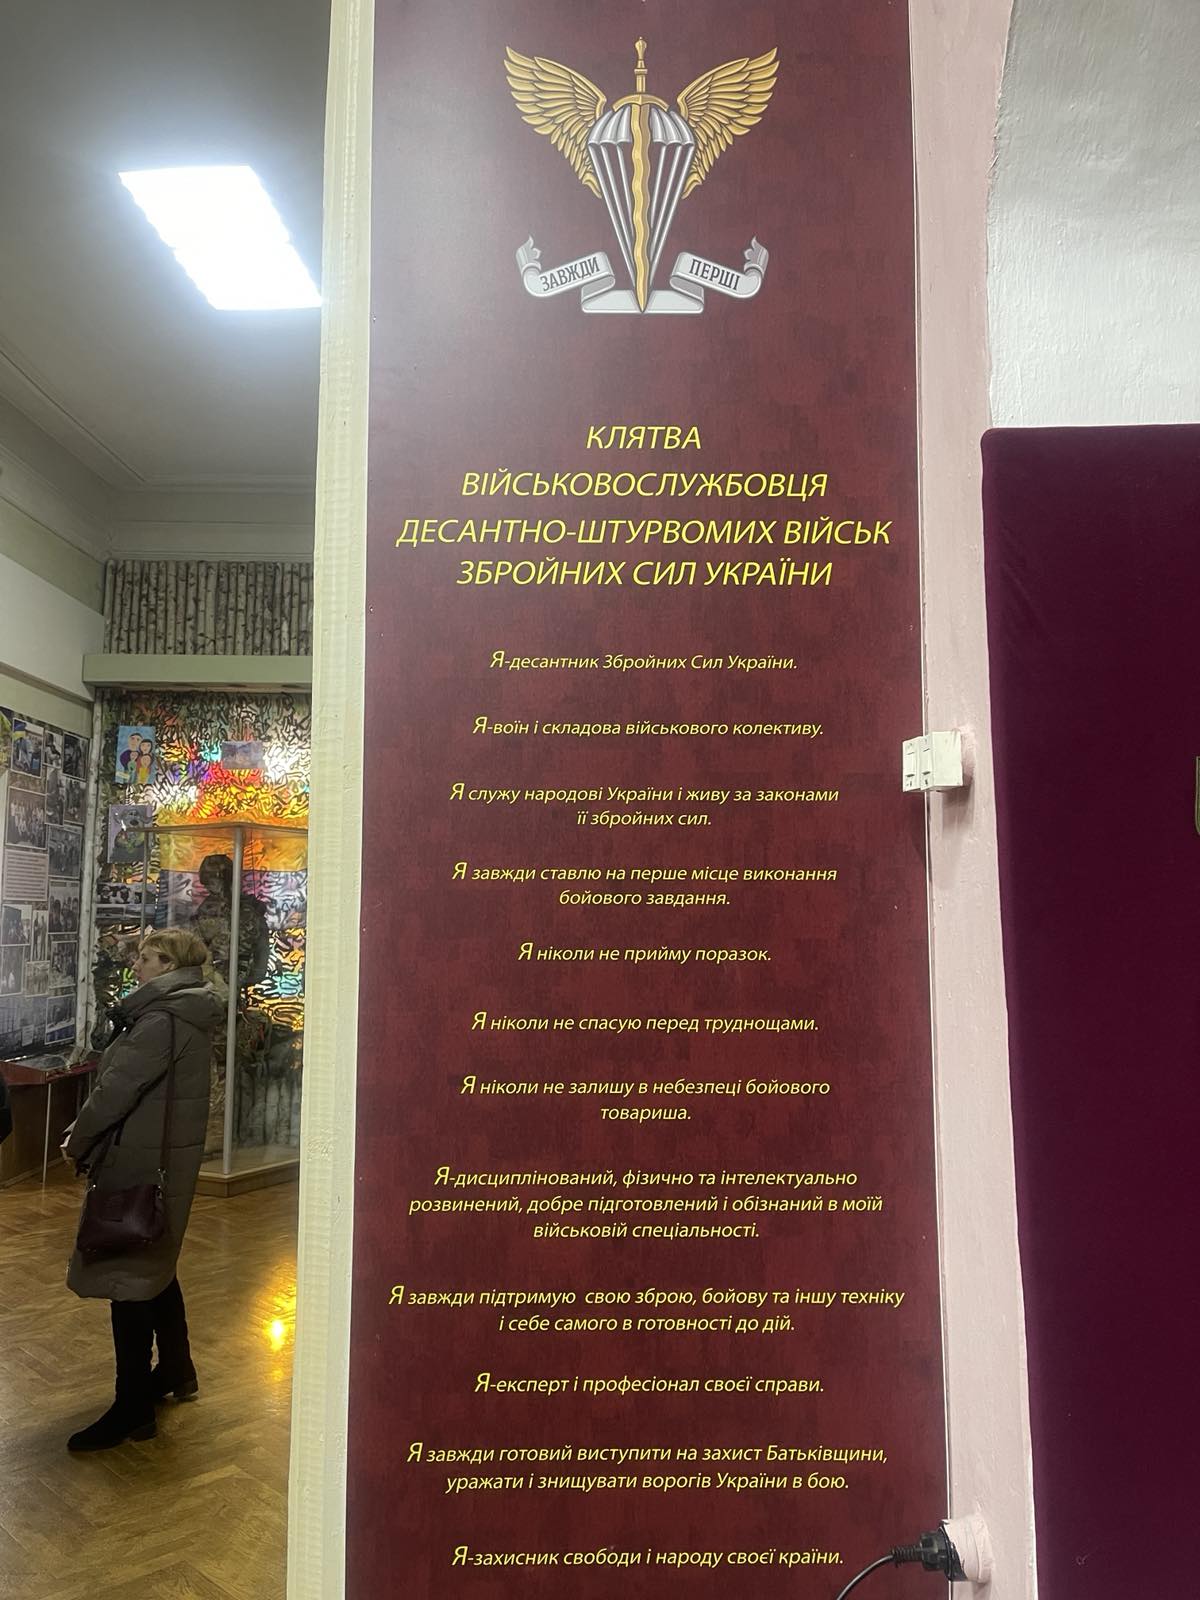 ЗАВЖДИ ПЕРШІ
КЛЯТВА
ВІЙСЬКОВОСЛУЖБОВЦЯ
ДЕСАНТНО-ШТУРВОМИХ ВІЙСЬК
ЗБРОЙНИХ СИЛ УКРАЇНИ
Я-десантник Збройних Сил України.
Я-воїн і складова військового колективу.
Я служу народові України і живу за законами
її збройних сил.
Я завжди ставлю на перше місце виконання
бойового завдання.
Я ніколи не прийму поразок.
Я ніколи не спасую перед труднощами.
Я ніколи не залишу в небезпеці бойового
товариша.
Я-дисциплінований, фізично та інтелектуально
розвинений, добре підготовлений і обізнаний в моїй
військовій спеціальності.
Я завжди підтримую свою зброю, бойову та іншу техніку
і себе самого в готовності до дій.
Я-експерт і професіонал своєї справи.
Я завжди готовий виступити на захист Батьківщини,
уражати і знищувати ворогів України в бою.
Я-захисник свободи і народу своєї країни.